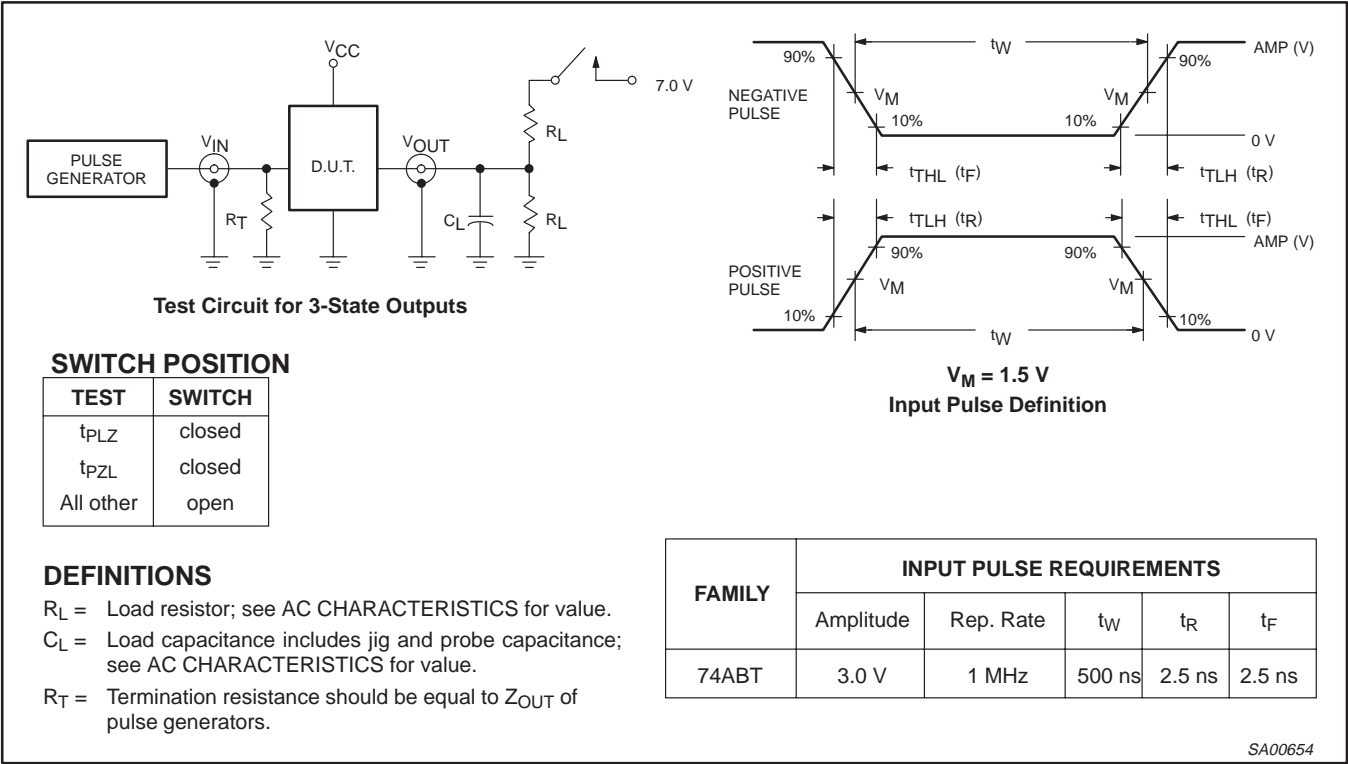 VCC
7.0 V
RL
VIN
VOUT
PULSE
GENERATOR
D.U.T.
RT
CL
RL
Test Circuit for 3-State Outputs
90%
tW
AMP (V)
90%
NEGATIVE
PULSE
VM
VM
10%
10%
0 V
tTHL (tF)
tTLH (tR)
tTLH (tR)
tTHL (tF)
AMP (V)
90%
90%
POSITIVE
PULSE
VM
VM
10%
10%
tW
0 V
VM = 1.5 V
Input Pulse Definition
SWITCH POSITION
TEST SWITCH
tPLZ closed
tPZL closed
All other open
DEFINITIONS
RL = Load resistor; see AC CHARACTERISTICS for value.
CL = Load capacitance includes jig and probe capacitance;
see AC CHARACTERISTICS for value.
RT = Termination resistance should be equal to ZOUT of
pulse generators.
FAMILY
INPUT PULSE REQUIREMENTS
Amplitude Rep. Rate tW tR tF
74ABT 3.0 V 1 MHz 500 ns 2.5 ns 2.5 ns
SA00654